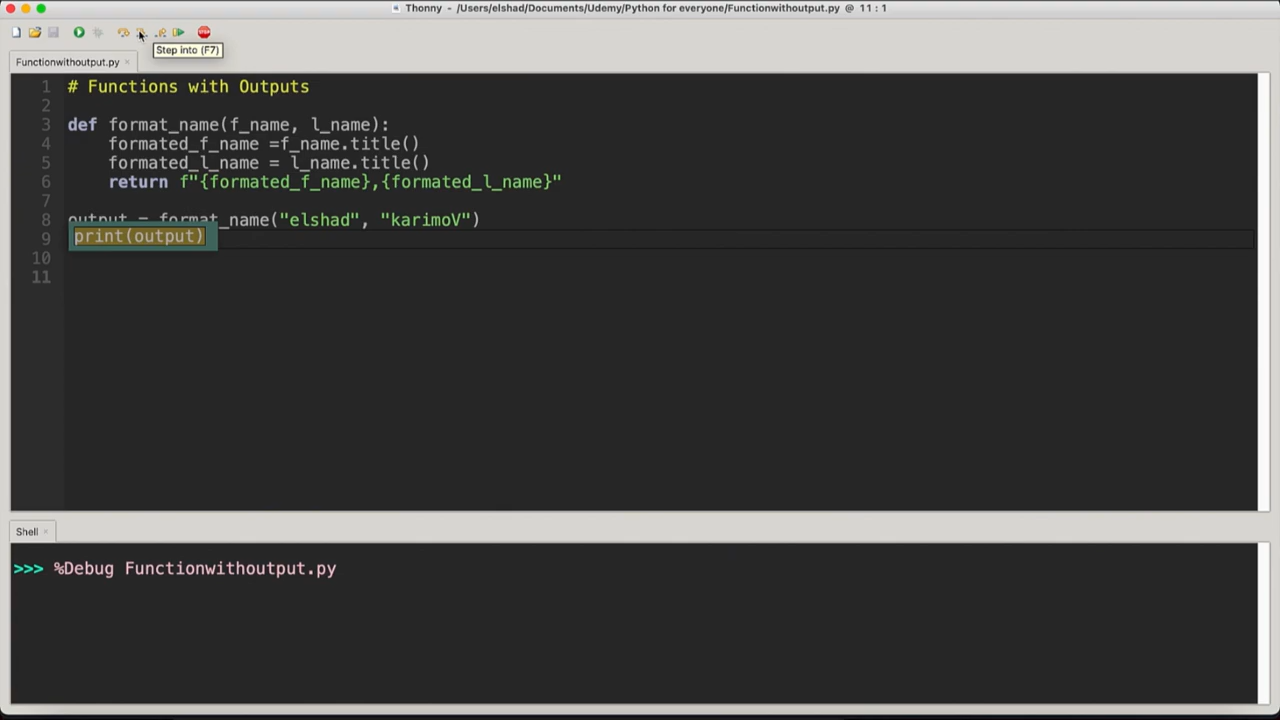 Thonny - /Users/elshad/Documents/Udemy/Python for everyone/Functionwithoutput.py @ 11 : 1
Step into (F7)
Functionwithoutput.py ×
1 # Functions with Outputs
2
3 def format_name(f_name, l_name):
4     formated_f_name =f_name.title()
5     formated_l_name = l_name.title()
6     return f"{formated_f_name},{formated_l_name}"
7
8 output = format_name("elshad", "karimoV")
9 print(output)
10
11
Shell ×
>>> %Debug Functionwithoutput.py